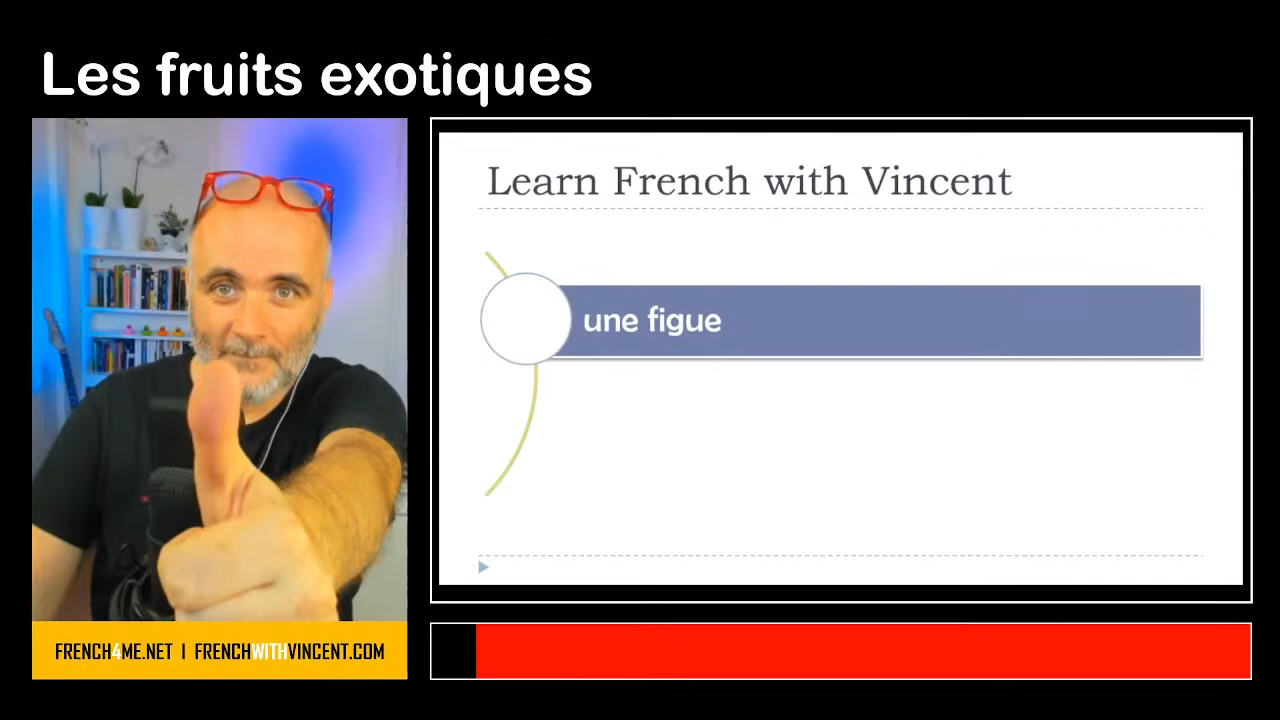 Les fruits exotiques
Learn French with Vincent
une figue
FRENCH4ME.NET | FRENCHWITHVINCENT.COM